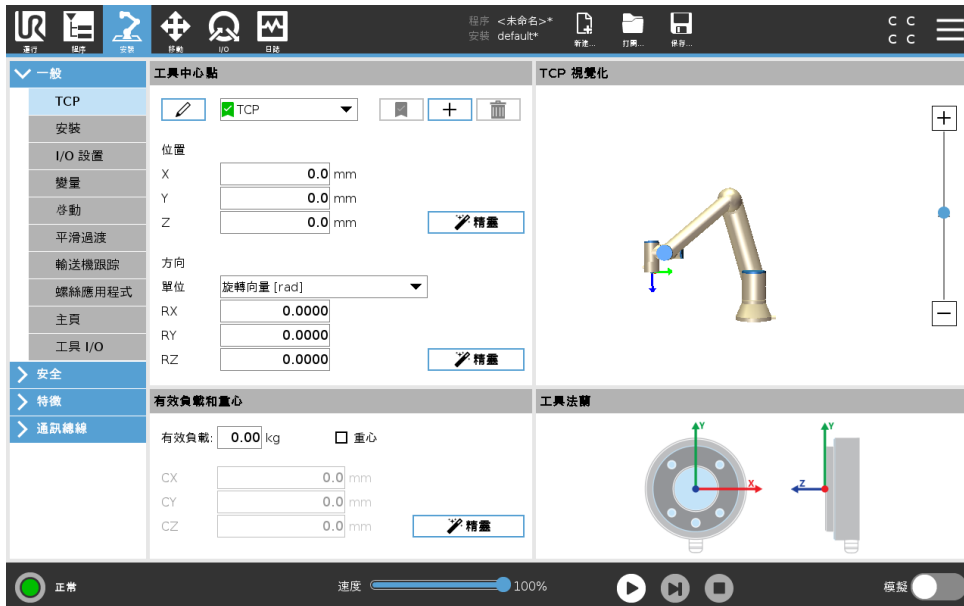 UR
運行
程序
安裝
移動
I/O
日誌
程序 <未命名>*
安裝 default*
新建...
打開...
保存...
C C
C C
一般
TCP
安裝
I/O 設置
變量
啓動
平滑過渡
輸送機跟踪
螺絲應用程式
主頁
工具 I/O
安全
特徵
通訊總線
工具中心點
TCP
位置
X 0.0 mm
Y 0.0 mm
Z 0.0 mm
精靈
方向
單位 旋轉向量 [rad]
RX 0.0000
RY 0.0000
RZ 0.0000
精靈
TCP 視覺化
有效負載和重心
有效負載: 0.00 kg 重心
CX 0.0 mm
CY 0.0 mm
CZ 0.0 mm
精靈
工具法蘭
Y
X
Y
Z
正常
速度 100%
模擬